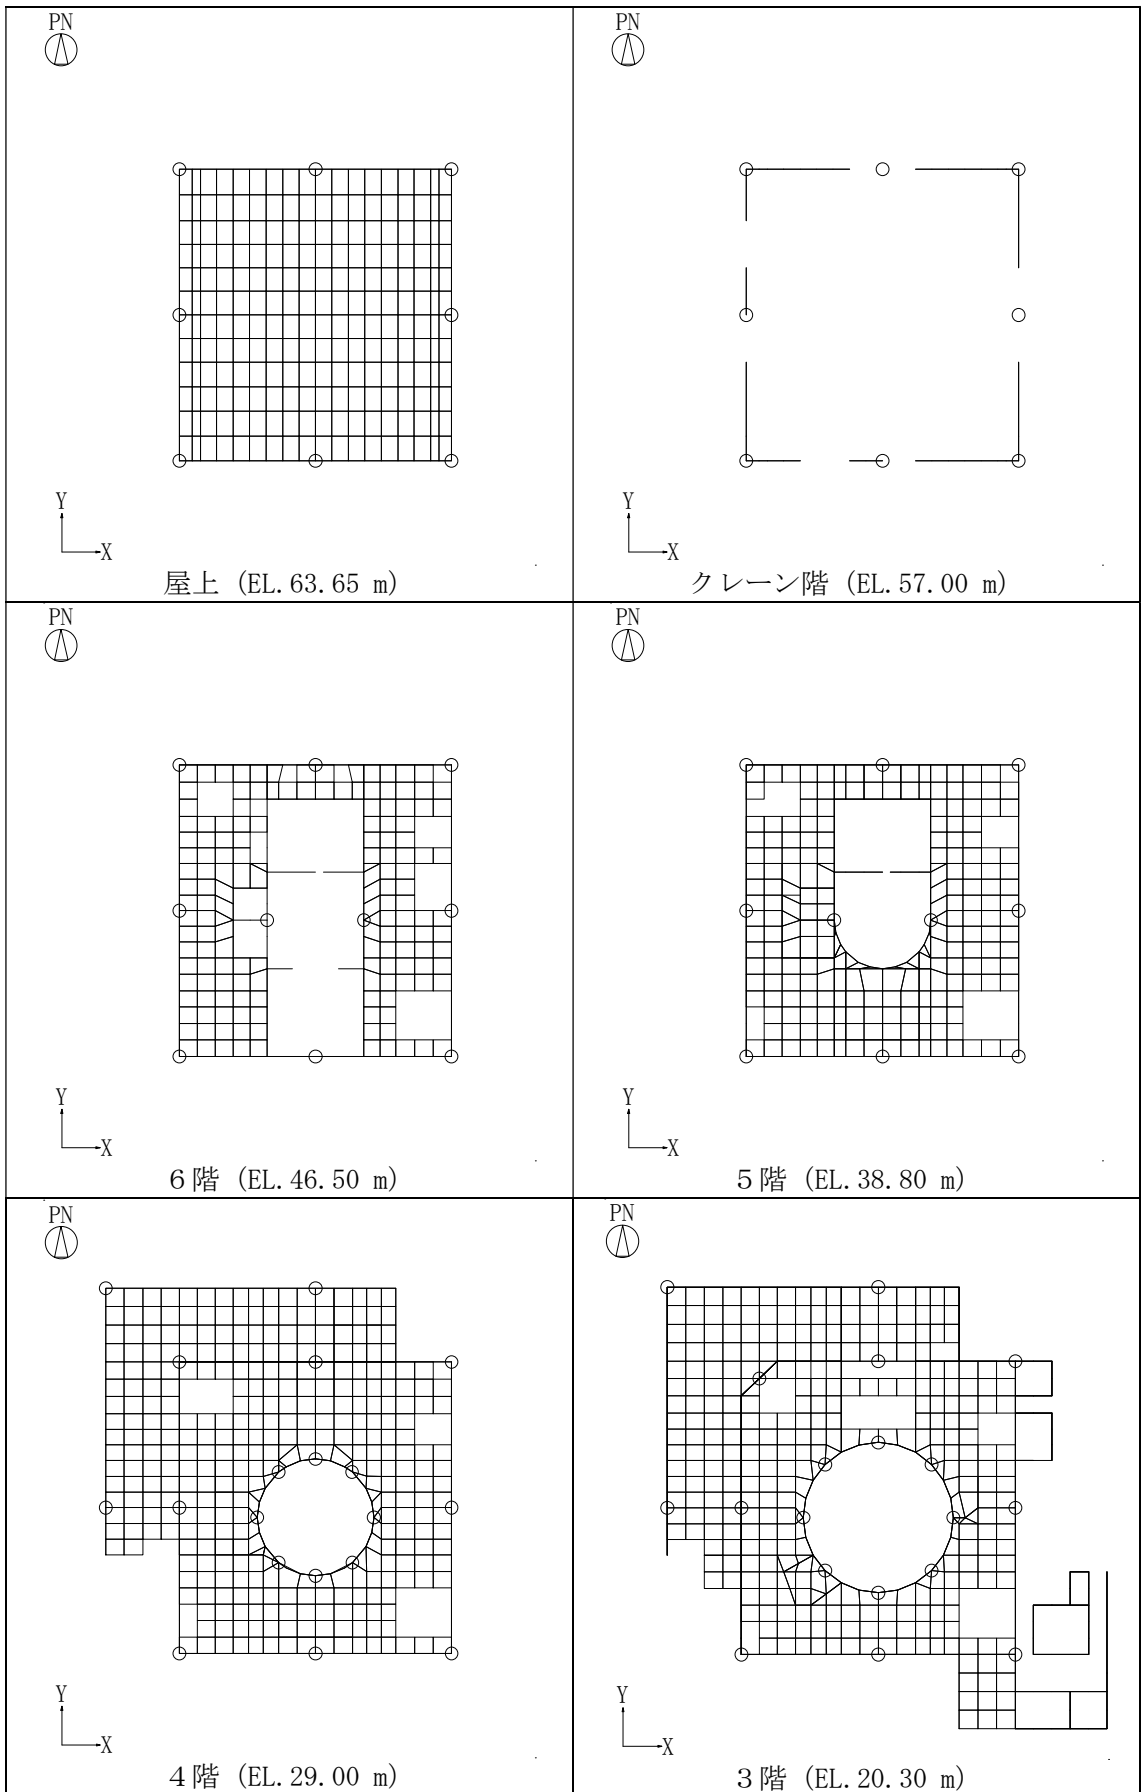 PN
Y
X
屋上 (EL.63.65 m)
PN
Y
X
クレーン階 (EL.57.00 m)
PN
Y
X
6階 (EL.46.50 m)
PN
Y
X
5階 (EL.38.80 m)
PN
Y
X
4階 (EL.29.00 m)
PN
Y
X
3階 (EL.20.30 m)